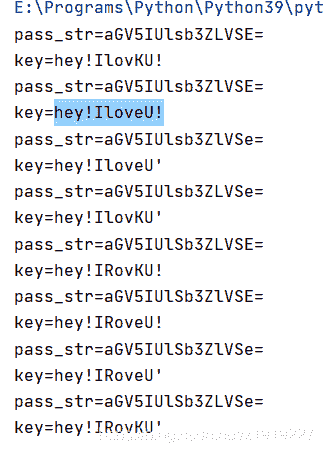 E:\Programs\Python\Python39\pyt
pass_str=aGV5IUlsb3ZLVSE=
key=hey!IlovKU!
pass_str=aGV5IUlsb3ZlVSE=
key=hey!IloveU!
pass_str=aGV5IUlsb3ZlVSe=
key=hey!IloveU'
pass_str=aGV5IUlsb3ZLVSe=
key=hey!IlovKU'
pass_str=aGV5IUlSb3ZLVSE=
key=hey!IRovKU!
pass_str=aGV5IUlSb3ZlVSE=
key=hey!IRoveU!
pass_str=aGV5IUlSb3ZlVSe=
key=hey!IRoveU'
pass_str=aGV5IUlSb3ZLVSe=
key=hey!IRovKU'